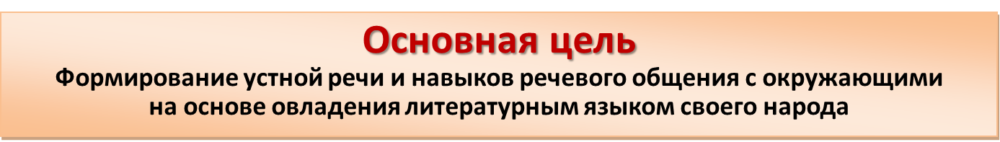 Основная цель
Формирование устной речи и навыков речевого общения с окружающими
на основе овладения литературным языком своего народа